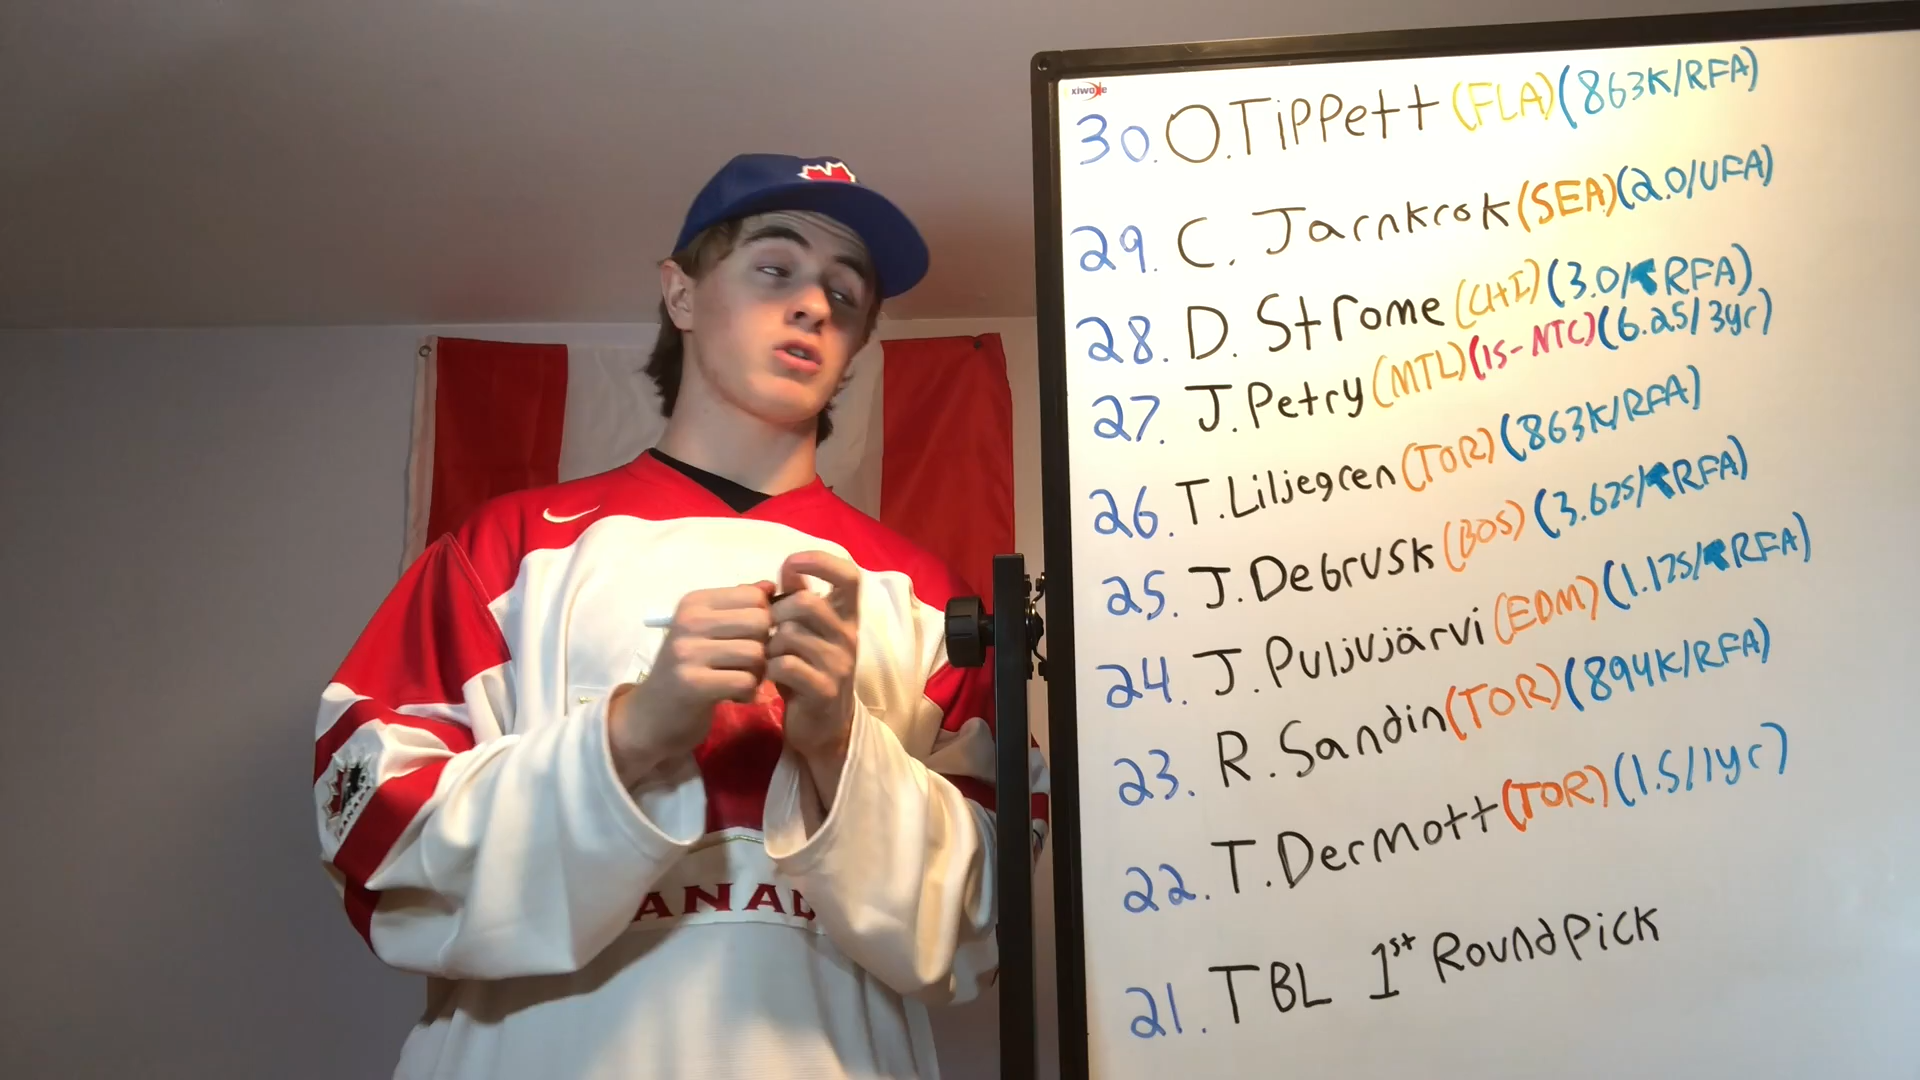 xiwode
30. O.Tippett (FLA) (863K/RFA)
29. C. Jarnkrok (SEA) (2.0/UFA)
28. D. Strome (CHI) (3.0/RFA)
27. J. Petry (MTL) (15-NTC) (6.25/3yr)
26. T. Liljegren (TOR) (863K/RFA)
25. J. Debrusk (BOS) (3.625/RFA)
24. J. Puljujärvi (EDM) (1.175/RFA)
23. R. Sandin (TOR) (894K/RFA)
22. T. Dermott (TOR) (1.5/1yr)
21. TBL 1st Round Pick
CANADA
ANAD